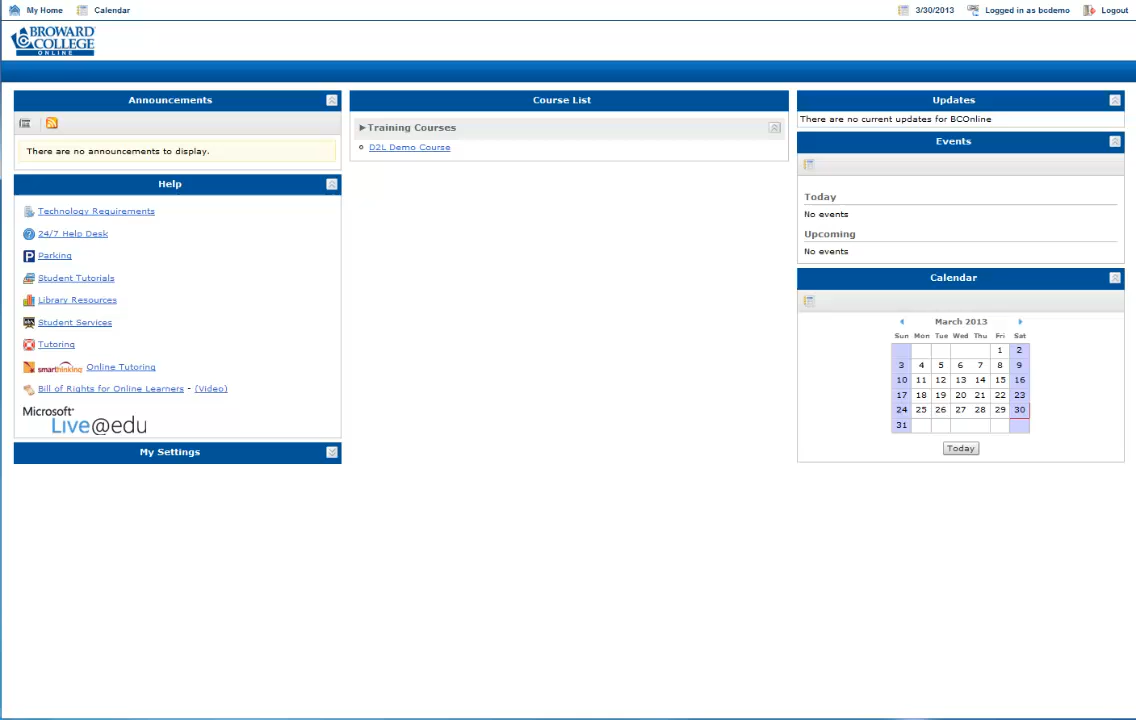 My Home Calendar 3/30/2013 Logged in as bcdemo Logout
BROWARD
COLLEGE
ONLINE
Announcements
There are no announcements to display.
Help
Technology Requirements
24/7 Help Desk
P Parking
Student Tutorials
Library Resources
Student Services
Tutoring
smarthinking Online Tutoring
Bill of Rights for Online Learners - (Video)
Microsoft
Live@edu
My Settings
Course List
Training Courses
D2L Demo Course
Updates
There are no current updates for BCOnline
Events
Today
No events
Upcoming
No events
Calendar
March 2013
Sun Mon Tue Wed Thu Fri Sat
1 2
3 4 5 6 7 8 9
10 11 12 13 14 15 16
17 18 19 20 21 22 23
24 25 26 27 28 29 30
31
Today